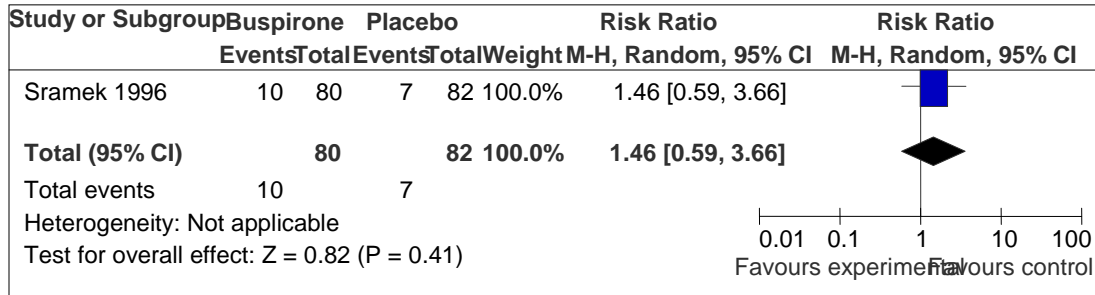 Study or Subgroup Buspirone Placebo Risk Ratio Risk Ratio
Events Total Events Total Weight M-H, Random, 95% CI M-H, Random, 95% CI
Sramek 1996 10 80 7 82 100.0% 1.46 [0.59, 3.66]
Total (95% CI) 80 82 100.0% 1.46 [0.59, 3.66]
Total events 10 7
Heterogeneity: Not applicable
Test for overall effect: Z = 0.82 (P = 0.41)
0.01 0.1 1 10 100
Favours experimental Favours control